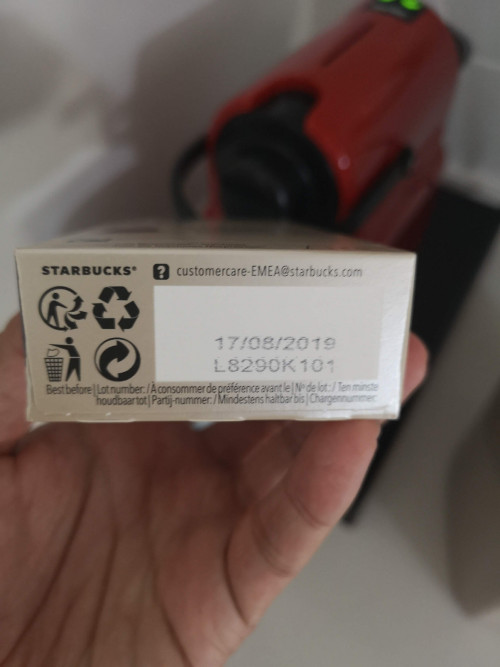 STARBUCKS® ? customercare-EMEA@starbucks.com
17/08/2019
L8290K101
Best before | Lot number: / À consommer de préférence avant le | N° de lot: / Ten minste
houdbaar tot | Partij-nummer: / Mindestens haltbar bis | Chargennummer: